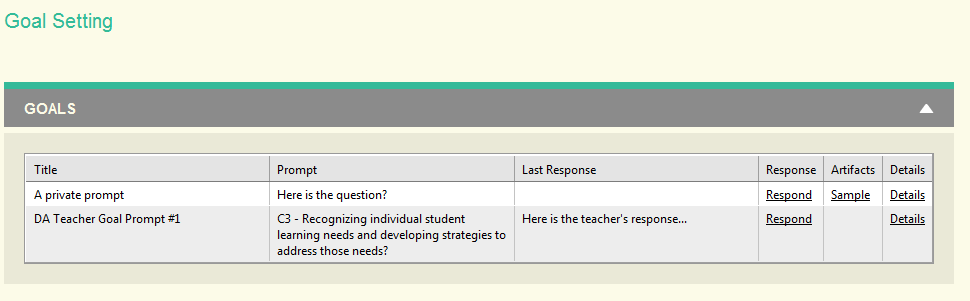 Goal Setting
GOALS
Title Prompt Last Response Response Artifacts Details
A private prompt Here is the question? Respond Sample Details
DA Teacher Goal Prompt #1 C3 - Recognizing individual student Here is the teacher's response... Respond Details
learning needs and developing strategies to
address those needs?